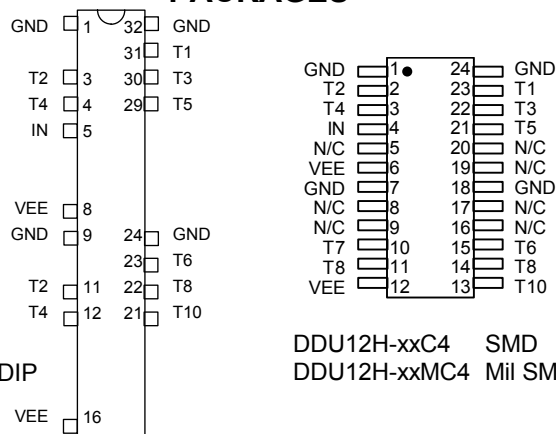 PACKAGES
GND 1 32 GND
31 T1
T2 3 30 T3
T4 4 29 T5
IN 5
VEE 8
GND 9 24 GND
23 T6
T2 11 22 T8
T4 12 21 T10
DIP
VEE 16
GND 1 24 GND
T2 2 23 T1
T4 3 22 T3
IN 4 21 T5
N/C 5 20 N/C
VEE 6 19 N/C
GND 7 18 GND
N/C 8 17 N/C
N/C 9 16 N/C
T7 10 15 T6
T8 11 14 T8
VEE 12 13 T10
DDU12H-xxC4 SMD
DDU12H-xxMC4 Mil SM